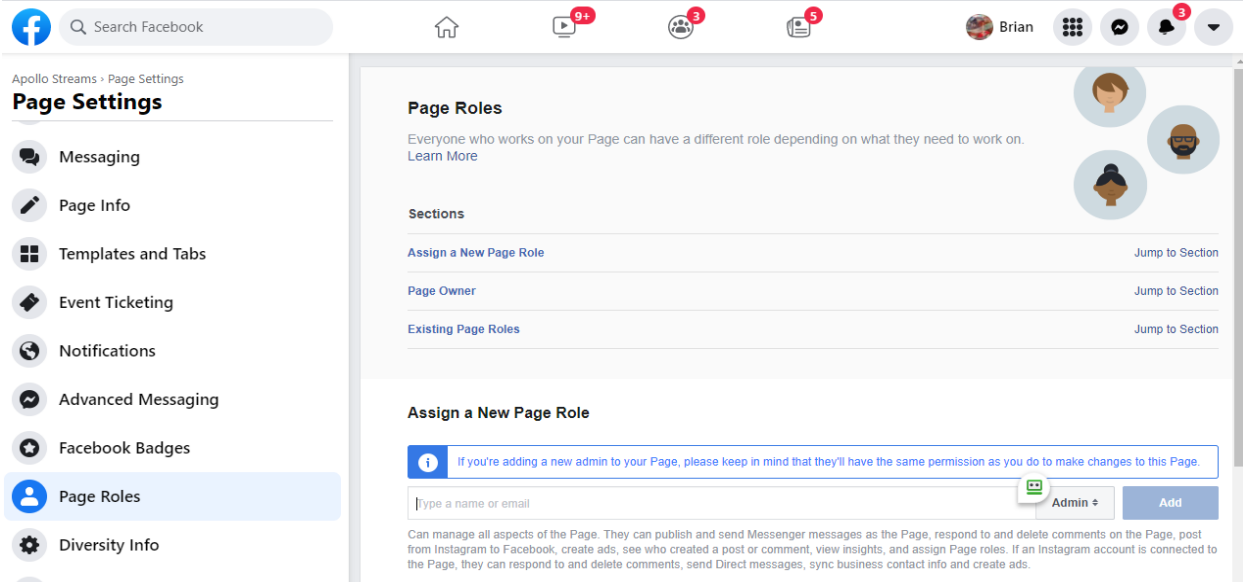 Search Facebook
9+
3
5
Brian
3
Apollo Streams › Page Settings
Page Settings
Messaging
Page Info
Templates and Tabs
Event Ticketing
Notifications
Advanced Messaging
Facebook Badges
Page Roles
Diversity Info
Page Roles
Everyone who works on your Page can have a different role depending on what they need to work on.
Learn More
Sections
Assign a New Page Role Jump to Section
Page Owner Jump to Section
Existing Page Roles Jump to Section
Assign a New Page Role
If you're adding a new admin to your Page, please keep in mind that they'll have the same permission as you do to make changes to this Page.
Type a name or email Admin Add
Can manage all aspects of the Page. They can publish and send Messenger messages as the Page, respond to and delete comments on the Page, post
from Instagram to Facebook, create ads, see who created a post or comment, view insights, and assign Page roles. If an Instagram account is connected to
the Page, they can respond to and delete comments, send Direct messages, sync business contact info and create ads.